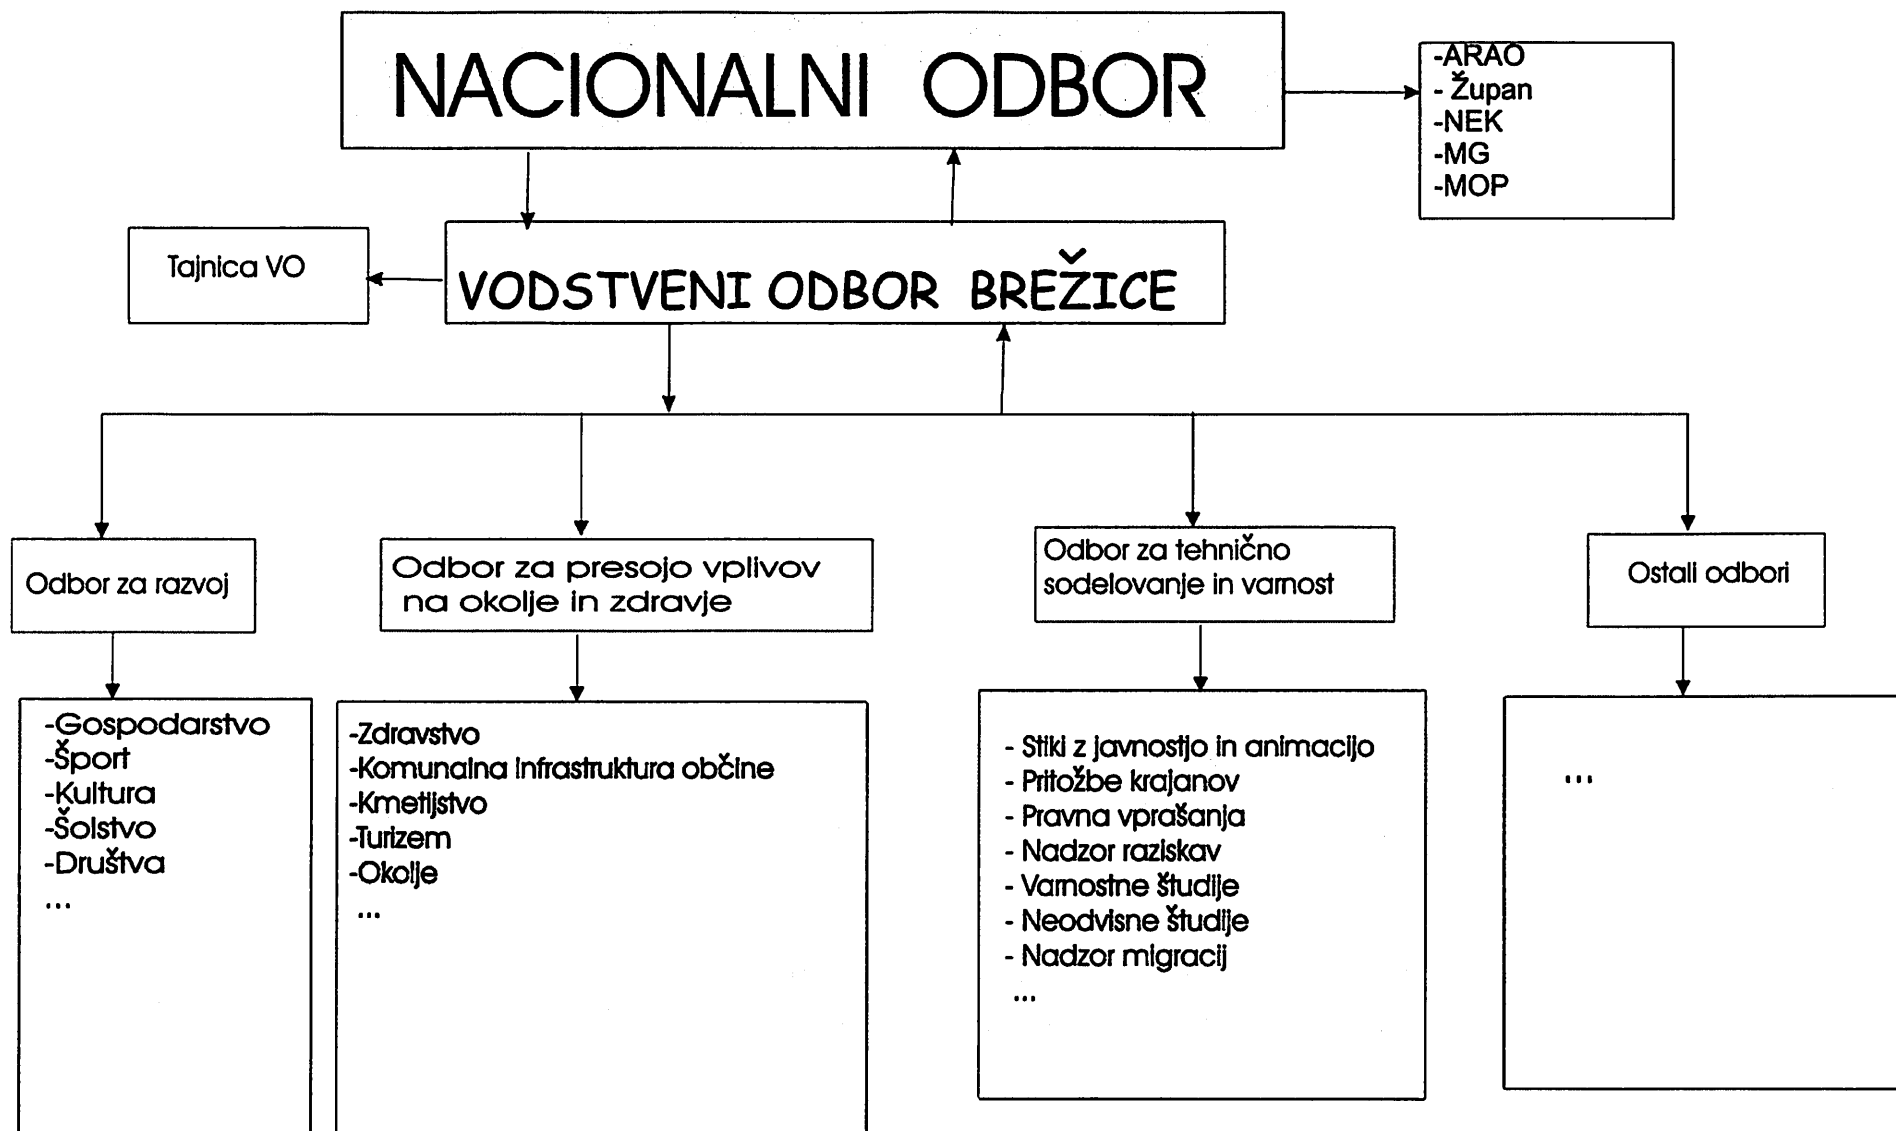 NACIONALNI ODBOR
-ARAO
- Župan
-NEK
-MG
-MOP
Tajnica VO
VODSTVENI ODBOR BREŽICE
Odbor za razvoj
Odbor za presojo vplivov
na okolje in zdravje
Odbor za tehnično
sodelovanje in varnost
Ostali odbori
-Gospodarstvo
-Šport
-Kultura
-Šolstvo
-Društva
...
-Zdravstvo
-Komunalna infrastruktura občine
-Kmetijstvo
-Turizem
-Okolje
...
- Stiki z javnostjo in animacijo
- Pritožbe krajanov
- Pravna vprašanja
- Nadzor raziskav
- Varnostne študije
- Neodvisne študije
- Nadzor migracij
...
...